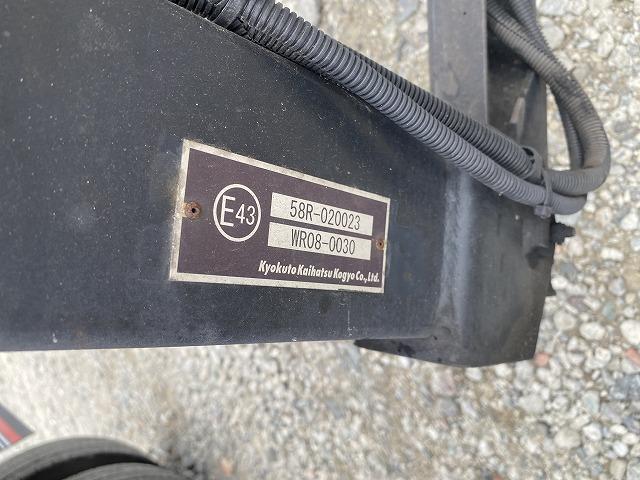 E43
58R-020023
WR08-0030
Kyokuto Kaihatsu Kogyo Co.,Ltd.